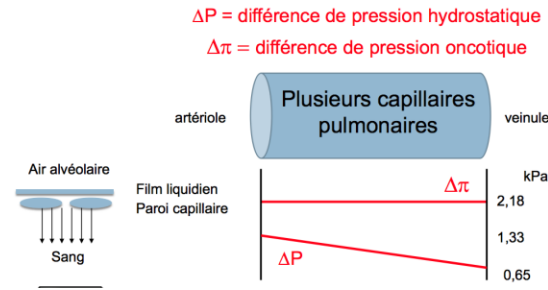 ΔP = différence de pression hydrostatique
Δπ = différence de pression oncotique
artériole
Plusieurs capillaires
pulmonaires
veinule
Air alvéolaire
Film liquidien
Paroi capillaire
Sang
kPa
Δπ
2,18
1,33
ΔP
0,65